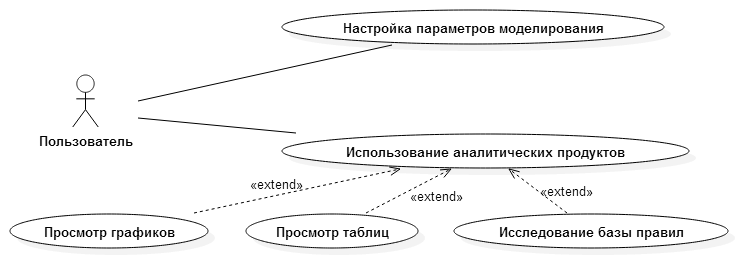 Настройка параметров моделирования
Пользователь
Использование аналитических продуктов
«extend»
«extend»
«extend»
Просмотр графиков
Просмотр таблиц
Исследование базы правил